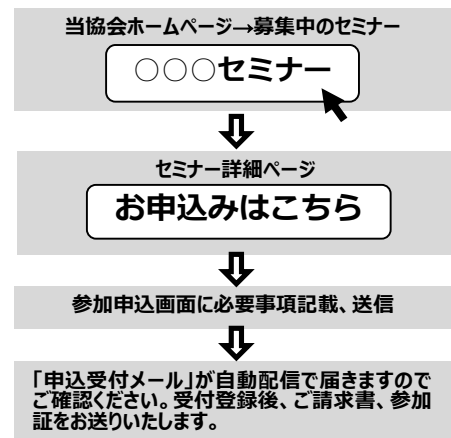 当協会ホームページ→募集中のセミナー
○○○セミナー
セミナー詳細ページ
お申込みはこちら
参加申込画面に必要事項記載、送信
「申込受付メール」が自動配信で届きますので
ご確認ください。受付登録後、ご請求書、参加
証をお送りいたします。